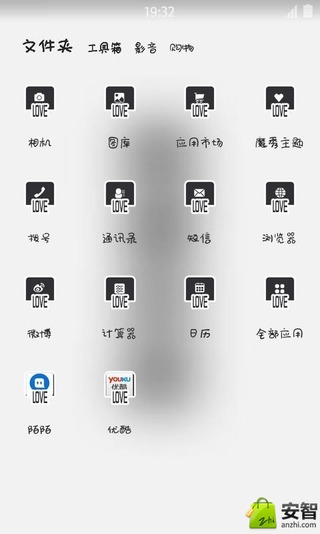 19:32
文件夹 工具箱 影音 购物
LOVE LOVE LOVE LOVE
相机 图库 应用市场 魔秀主题
LOVE LOVE LOVE LOVE
拨号 通讯录 短信 浏览器
LOVE LOVE LOVE LOVE
微博 计算器 日历 全部应用
YOUKU
优酷
LOVE LOVE
陌陌 优酷
zhi
安智
anzhi.com